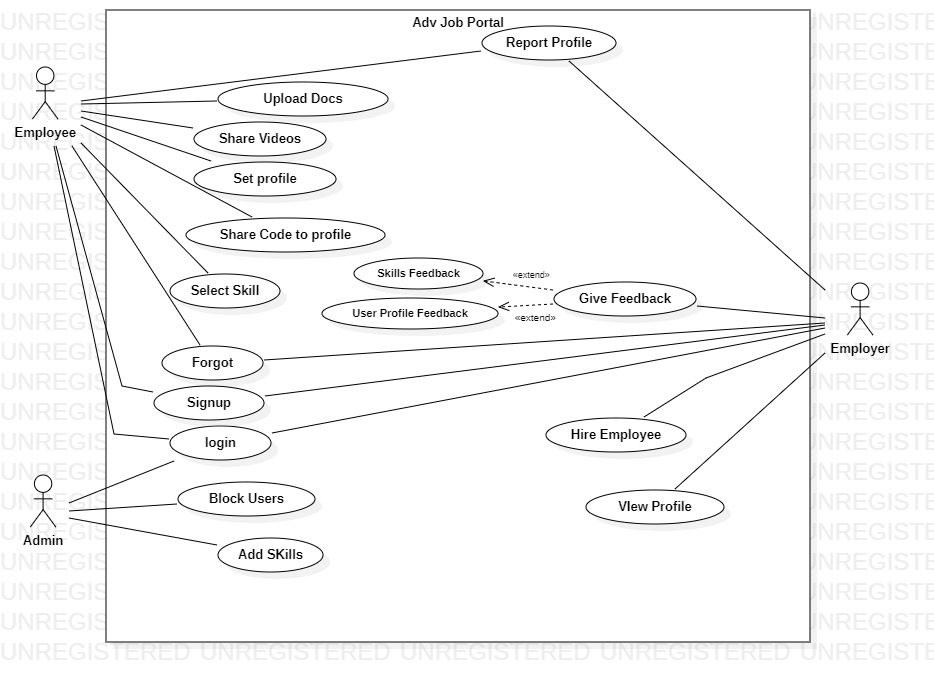 Adv Job Portal
Report Profile
Upload Docs
Employee
Share Videos
Set profile
Share Code to profile
Skills Feedback
«extend»
Select Skill
Give Feedback
User Profile Feedback
«extend»
Employer
Forgot
Signup
Hire Employee
login
Block Users
VIew Profile
Admin
Add SKills
UNREGISTERED UNREGISTERED UNREGISTERED UNREGISTERED UNREGISTE